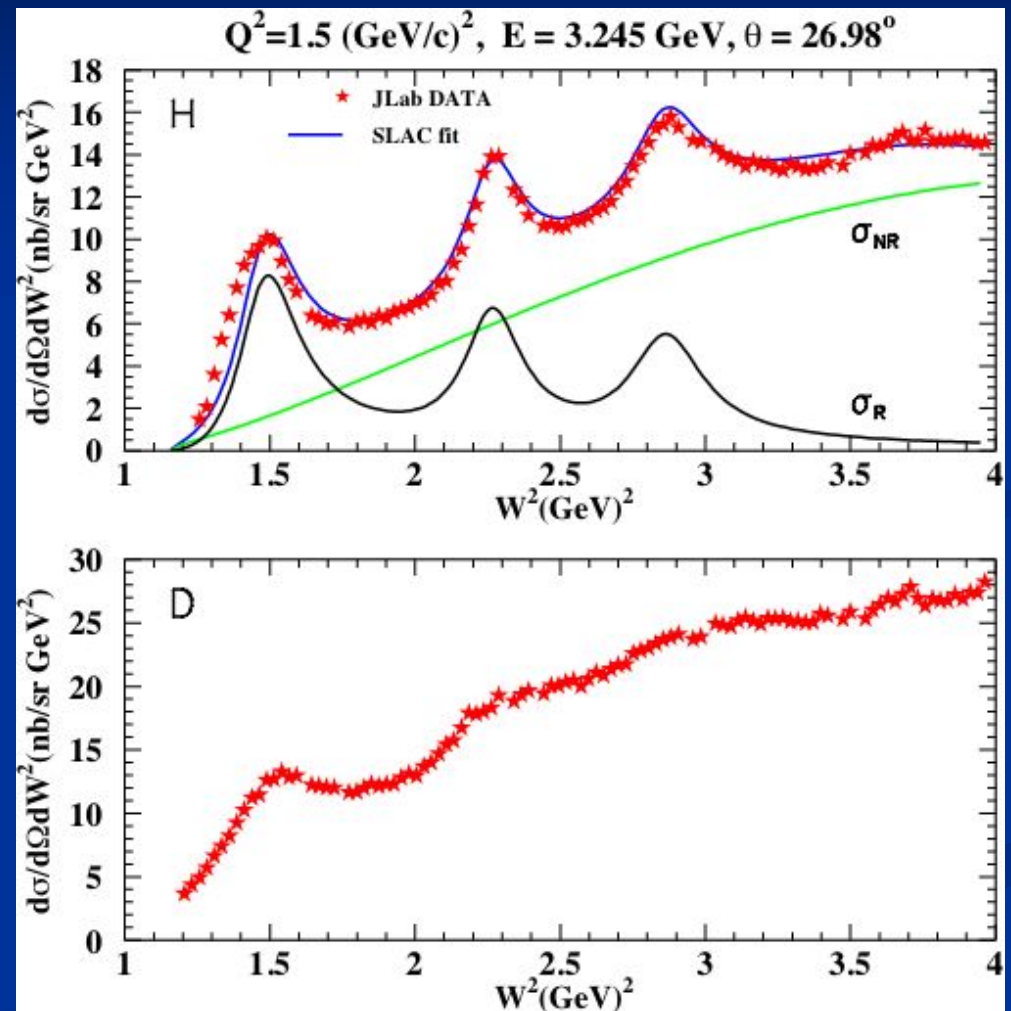 Q²=1.5 (GeV/c)², E = 3.245 GeV, θ = 26.98°
18
16
14
12
10
8
6
4
2
0
dσ/dΩdW²(nb/sr GeV²)
H
JLab DATA
SLAC fit
σNR
σR
1 1.5 2 2.5 3 3.5 4
W²(GeV)²
30
25
20
15
10
5
0
dσ/dΩdW²(nb/sr GeV²)
D
1 1.5 2 2.5 3 3.5 4
W²(GeV)²